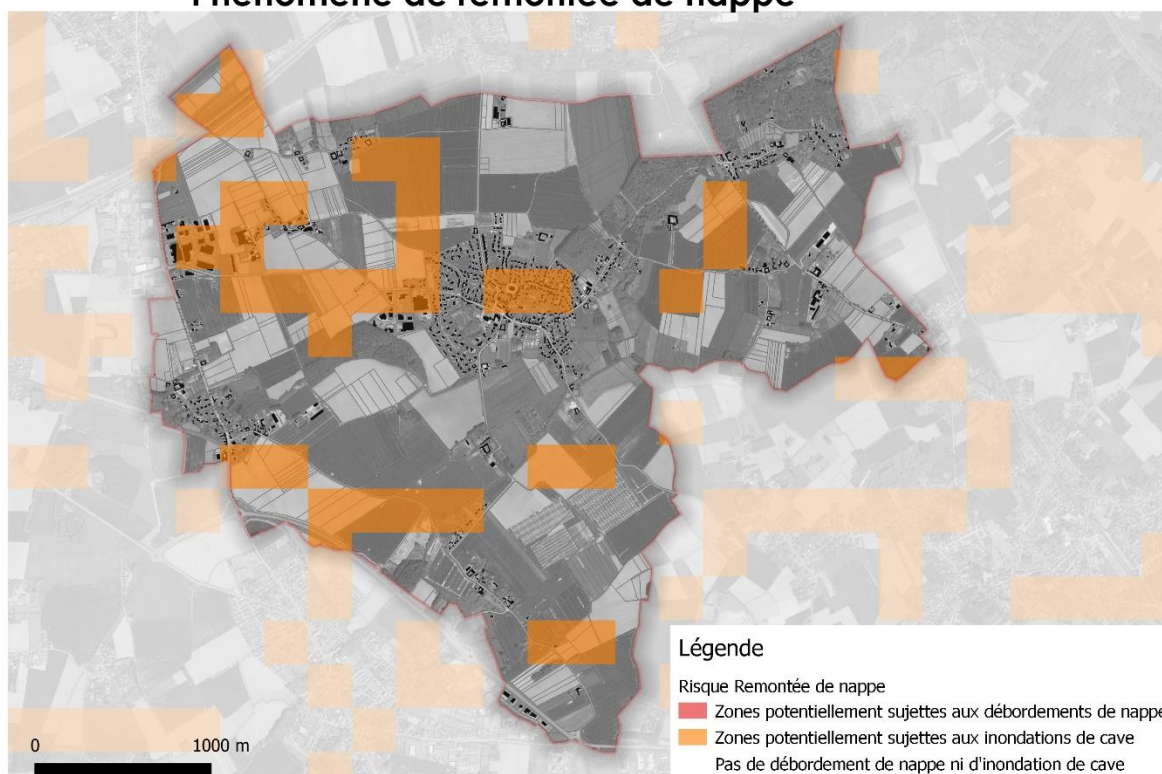 Phénomène de remontée de nappe
0 1000 m
Légende
Risque Remontée de nappe
Zones potentiellement sujettes aux débordements de nappe
Zones potentiellement sujettes aux inondations de cave
Pas de débordement de nappe ni d'inondation de cave